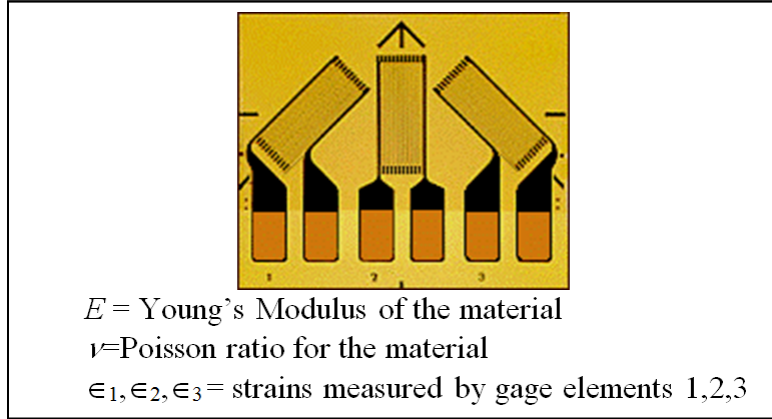 1 2 3
E = Young's Modulus of the material
ν=Poisson ratio for the material
∈1,∈2,∈3= strains measured by gage elements 1,2,3